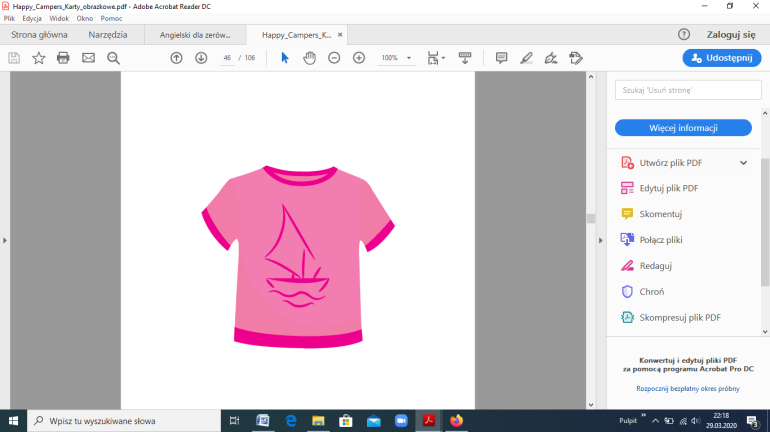 Happy_Campers_Karty_obrazkowe.pdf - Adobe Acrobat Reader DC
Plik Edycja Widok Okno Pomoc
Strona główna Narzędzia Angielski dla zerów... Happy_Campers_K... × ? Zaloguj się
46 / 106 100% Udostępnij
Szukaj 'Usuń stronę'
Więcej informacji
Utwórz plik PDF
Edytuj plik PDF
Skomentuj
Połącz pliki
Redaguj
Chroń
Skompresuj plik PDF
Konwertuj i edytuj pliki PDF
za pomocą programu Acrobat Pro DC
Rozpocznij bezpłatny okres próbny
Wpisz tu wyszukiwane słowa
Pulpit »
22:18
29.03.2020
3